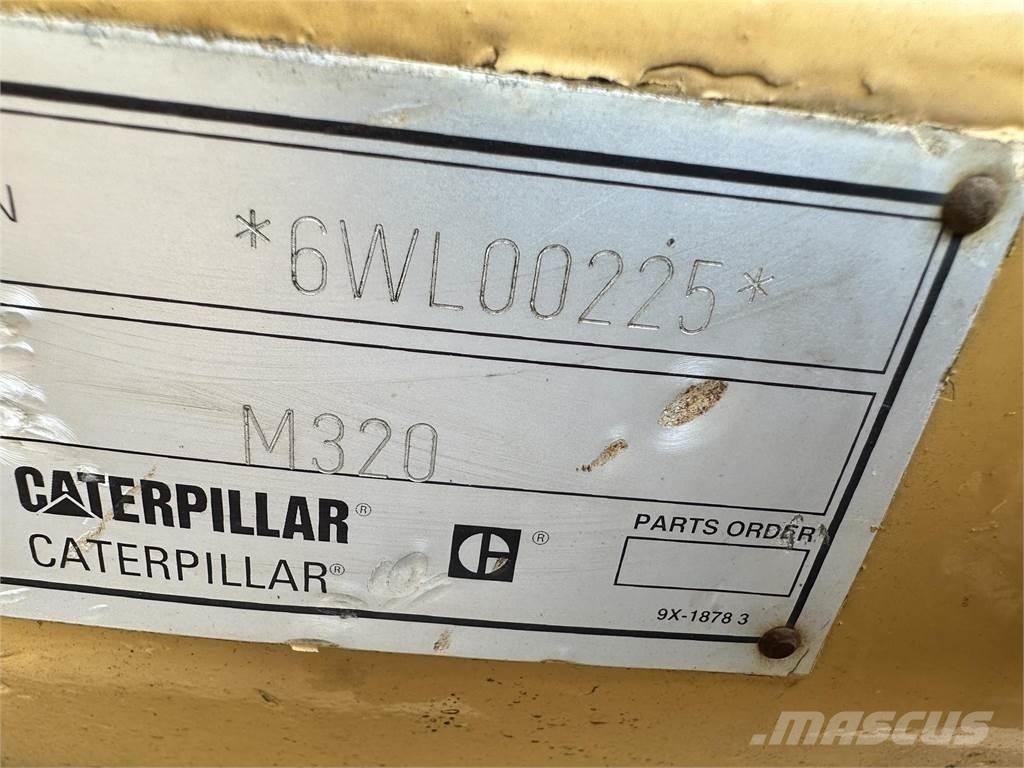 N
*6WL00225*
M320
CATERPILLAR®
CATERPILLAR®
®
PARTS ORDER
9X-1878 3
MASCUS